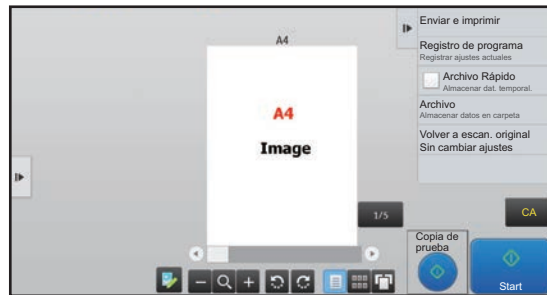 A4
A4
Image
1/5
Enviar e imprimir
Registro de programa
Registrar ajustes actuales
Archivo Rápido
Almacenar dat. temporal.
Archivo
Almacenar datos en carpeta
Volver a escan. original
Sin cambiar ajustes
CA
Copia de
prueba
Start